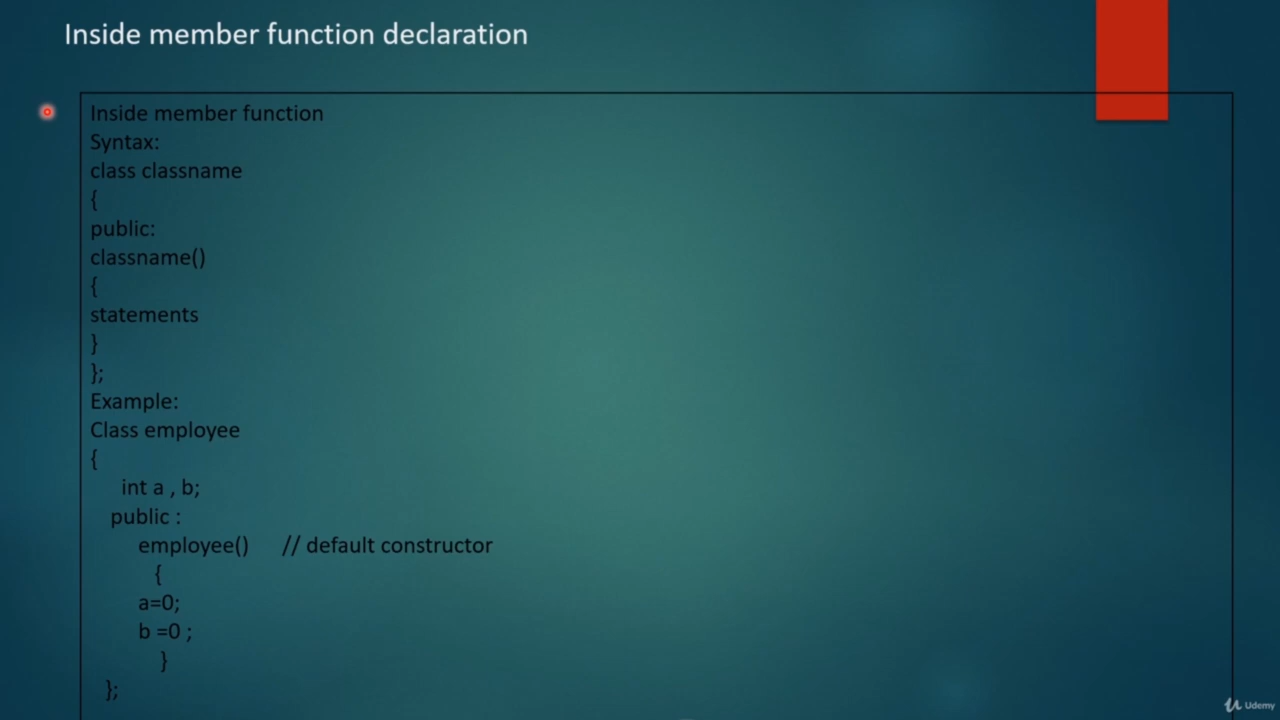 Inside member function declaration
Inside member function
Syntax:
class classname
{
public:
classname()
{
statements
}
};
Example:
Class employee
{
int a , b;
public :
employee() // default constructor
{
a=0;
b =0 ;
}
};
Udemy